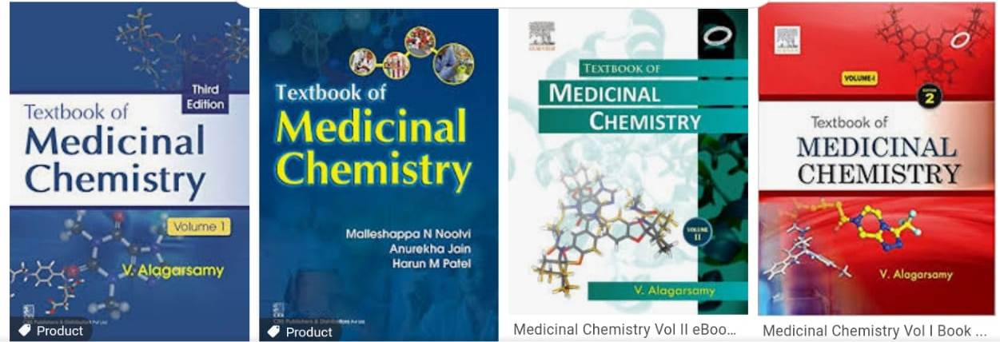 Third
Edition
Textbook of
Medicinal
Chemistry
Volume 1
V. Alagarsamy
Product
Textbook of
Medicinal
Chemistry
Malleshappa N Noolvi
Anurekha Jain
Harun M Patel
Product
ELSEVIER
TEXTBOOK OF
MEDICINAL
CHEMISTRY
VOLUME
II
V. Alagarsamy
Medicinal Chemistry Vol II eBoo...
VOLUME-I
EDITION
2
Textbook of
MEDICINAL
CHEMISTRY
V. Alagarsamy
Medicinal Chemistry Vol I Book ...